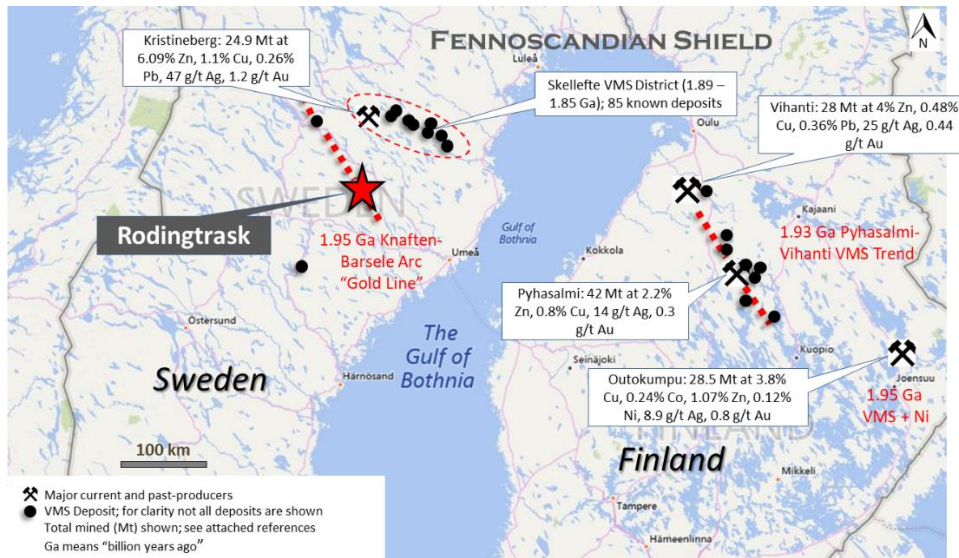 FENNOSCANDIAN SHIELD
N
Kristineberg: 24.9 Mt at
6.09% Zn, 1.1% Cu, 0.26%
Pb, 47 g/t Ag, 1.2 g/t Au
Luleå
Skellefte VMS District (1.89 –
1.85 Ga); 85 known deposits
Vihanti: 28 Mt at 4% Zn, 0.48%
Cu, 0.36% Pb, 25 g/t Ag, 0.44
g/t Au
Oulu
SWEDEN
Rodingtrask
1.95 Ga Knaften-
Barsele Arc
“Gold Line”
Umeå
Gulf of
Bothnia
Kokkola
Kajaani
1.93 Ga Pyhasalmi-
Vihanti VMS Trend
Pyhasalmi: 42 Mt at 2.2%
Zn, 0.8% Cu, 14 g/t Ag, 0.3
g/t Au
Östersund
The
Gulf of
Bothnia
Seinäjoki
Kuopio
Sweden
Härnösand
Outokumpu: 28.5 Mt at 3.8%
Cu, 0.24% Co, 1.07% Zn, 0.12%
Ni, 8.9 g/t Ag, 0.8 g/t Au
Joensuu
1.95 Ga
VMS + Ni
FINLAND
Finland
100 km
Mikkeli
Tampere
Hämeenlinna
Major current and past-producers
VMS Deposit; for clarity not all deposits are shown
Total mined (Mt) shown; see attached references
Ga means “billion years ago”